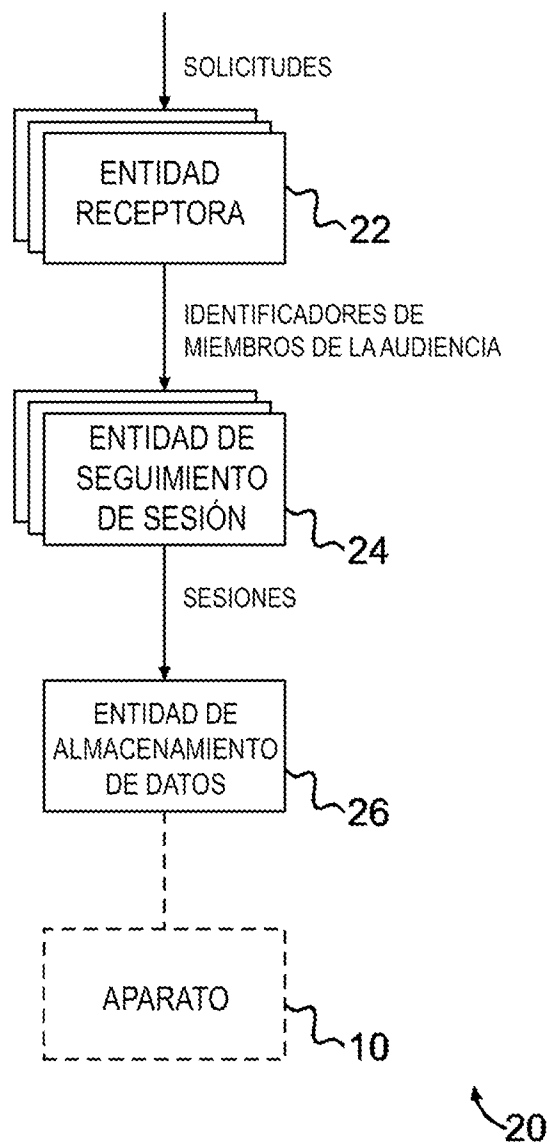 SOLICITUDES
ENTIDAD
RECEPTORA
22
IDENTIFICADORES DE
MIEMBROS DE LA AUDIENCIA
ENTIDAD DE
SEGUIMIENTO
DE SESIÓN
24
SESIONES
ENTIDAD DE
ALMACENAMIENTO
DE DATOS
26
APARATO
10
20